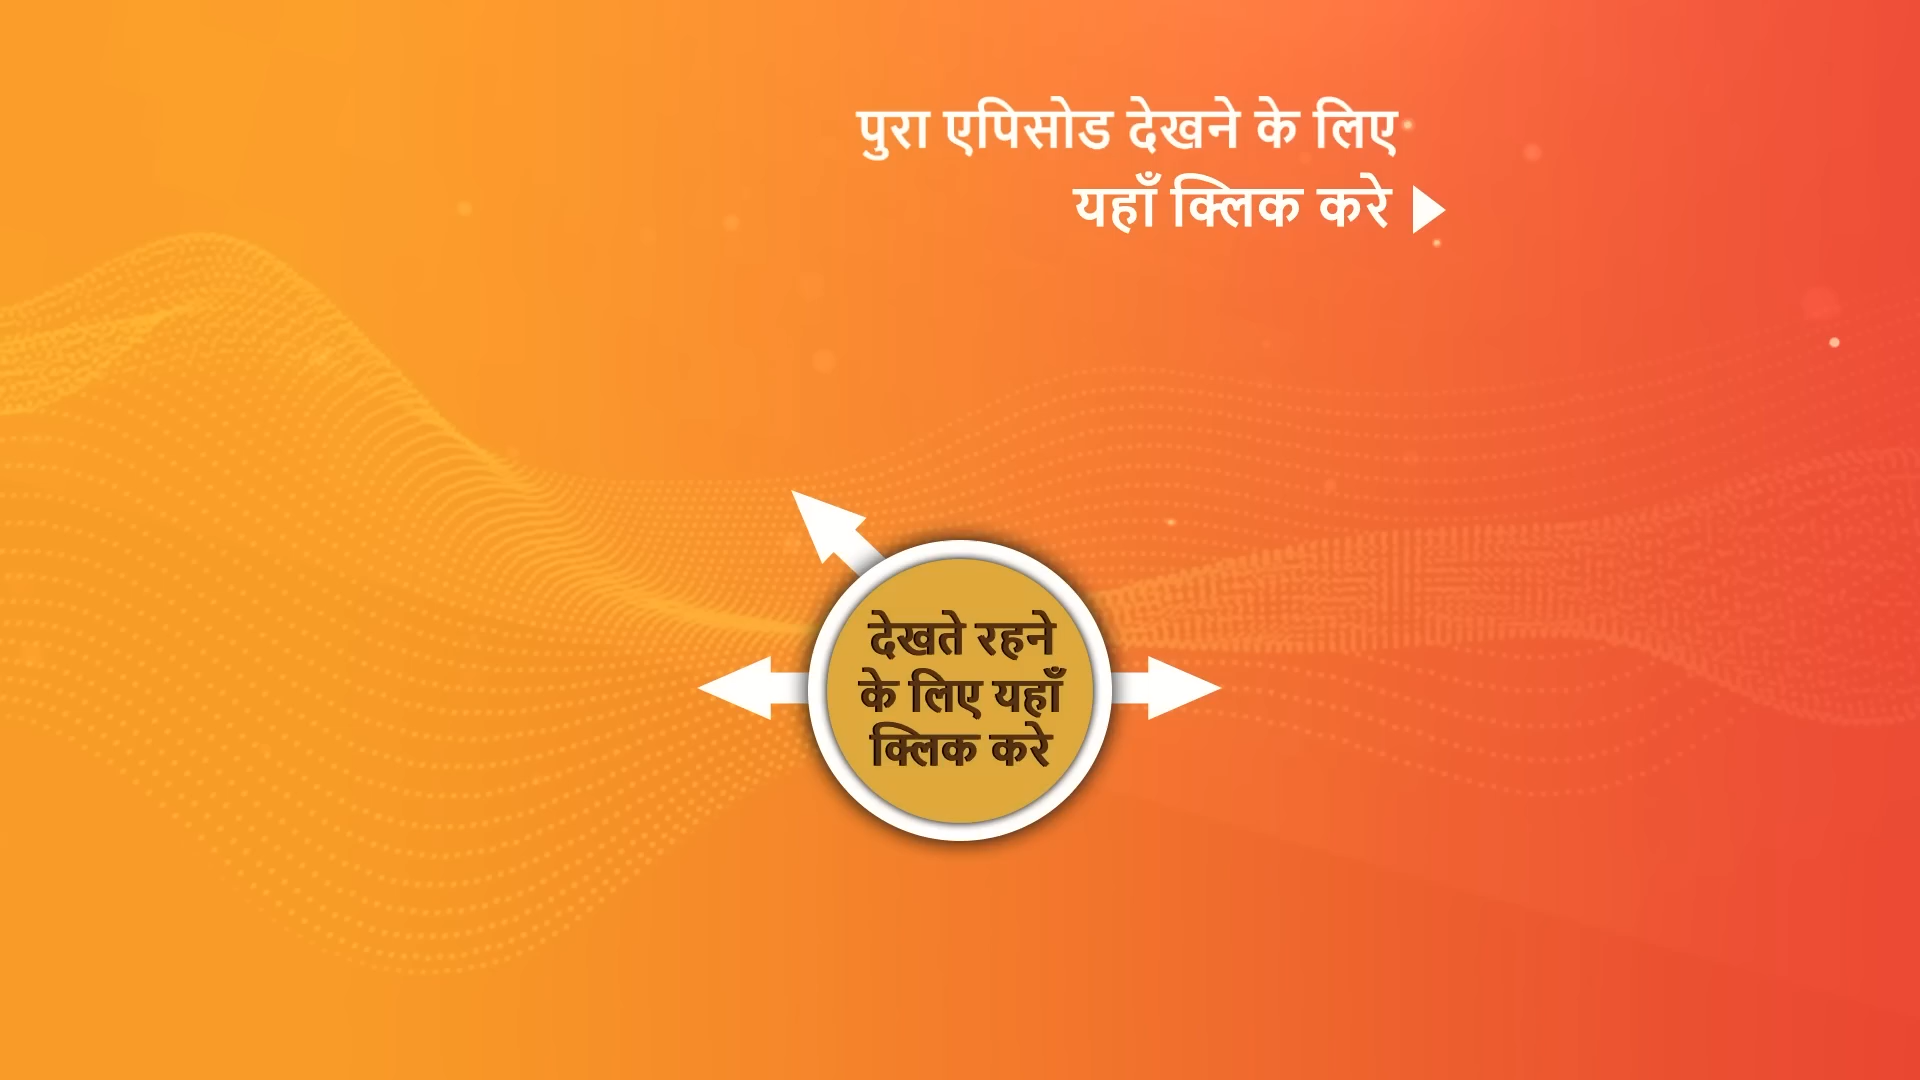 पुरा एपिसोड देखने के लिए
यहाँ क्लिक करे
देखते रहने
के लिए यहाँ
क्लिक करे